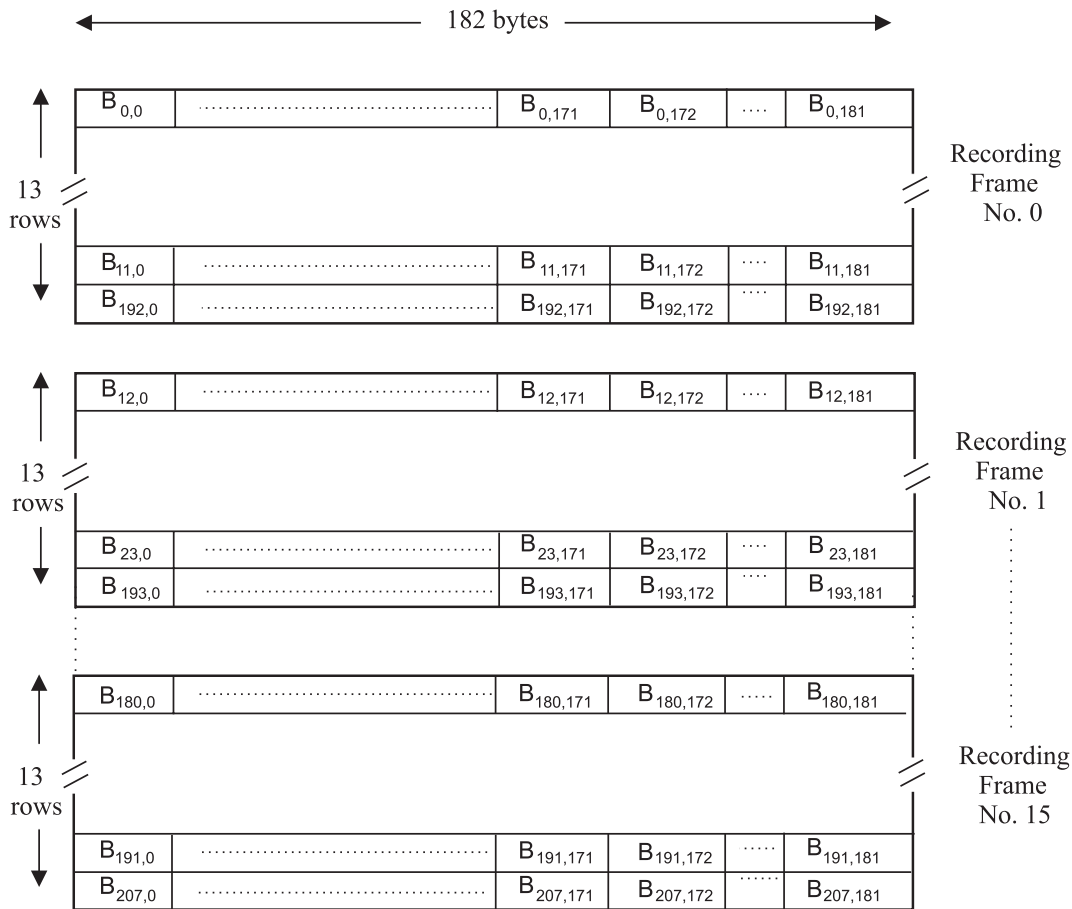 182 bytes
B0,0 ........ B0,171 B0,172 .... B0,181
13 rows
Recording Frame No. 0
B11,0 ........ B11,171 B11,172 .... B11,181
B192,0 ........ B192,171 B192,172 .... B192,181
B12,0 ........ B12,171 B12,172 .... B12,181
13 rows
Recording Frame No. 1
B23,0 ........ B23,171 B23,172 .... B23,181
B193,0 ........ B193,171 B193,172 .... B193,181
B180,0 ........ B180,171 B180,172 ..... B180,181
13 rows
Recording Frame No. 15
B191,0 ........ B191,171 B191,172 ..... B191,181
B207,0 ........ B207,171 B207,172 ...... B207,181